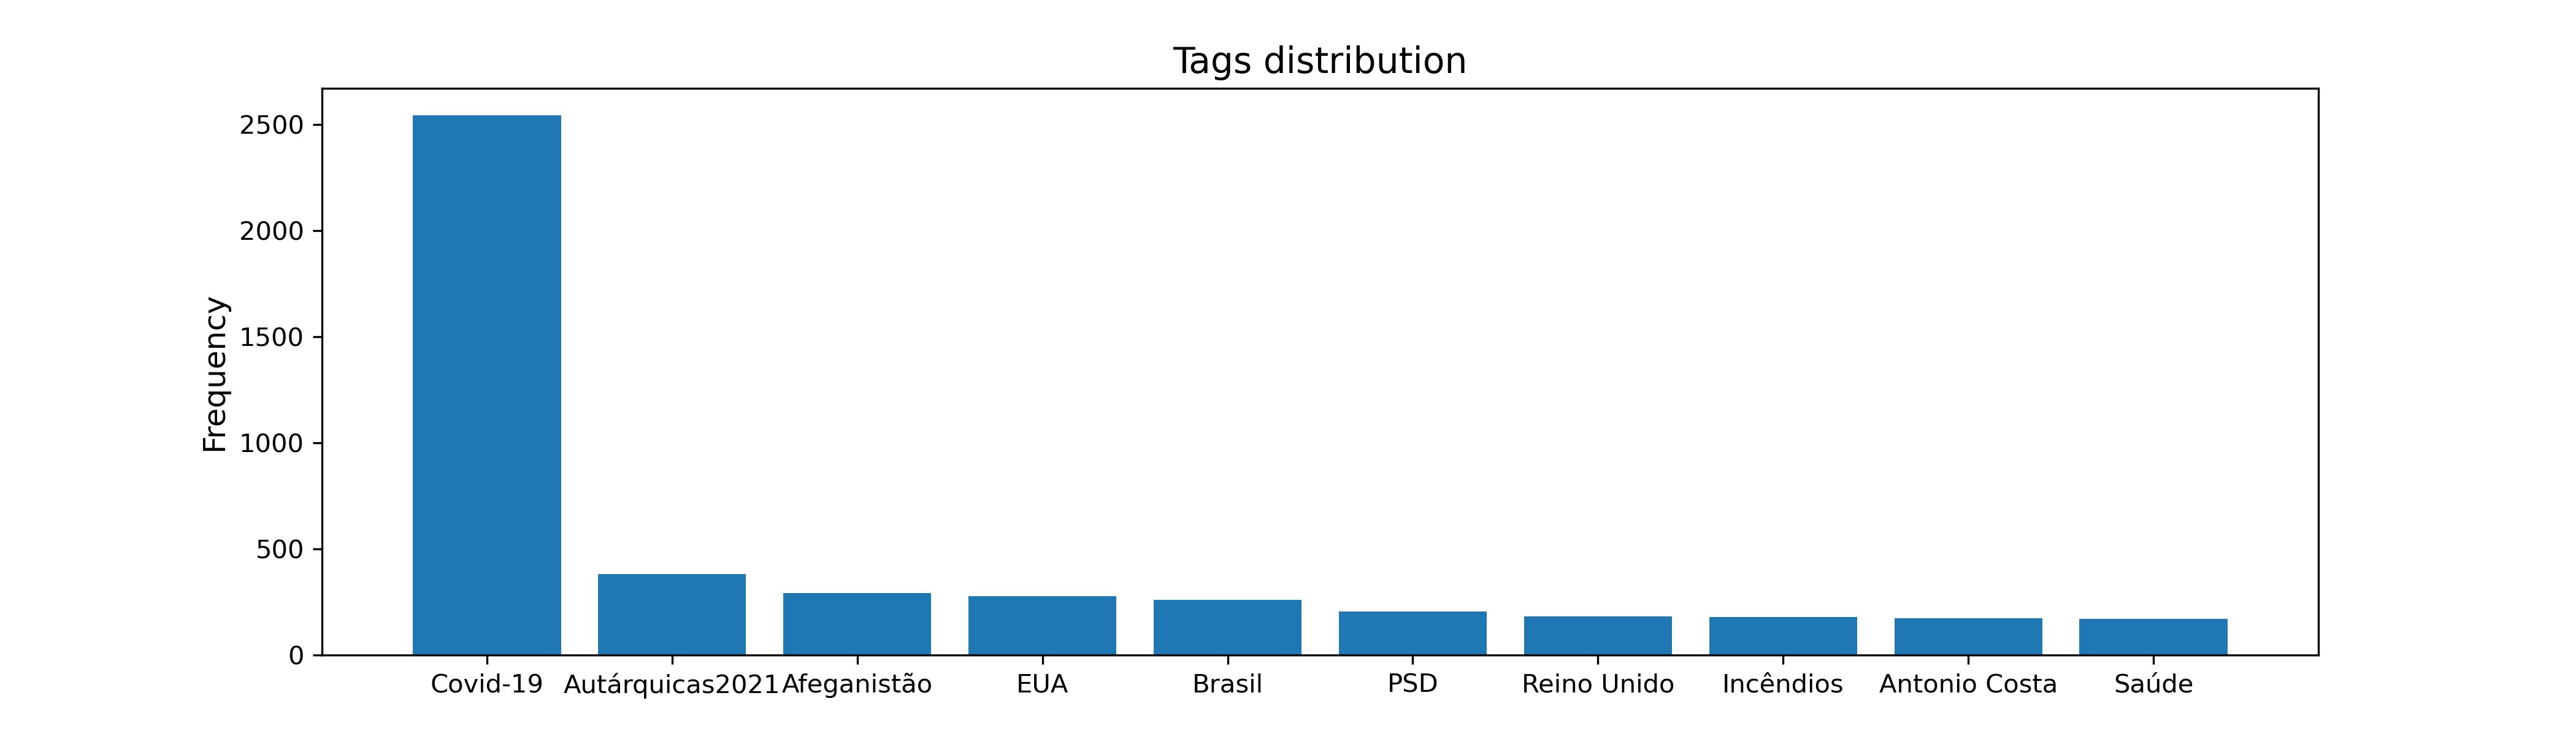 Tags distribution
Frequency
2500
2000
1500
1000
500
0
Covid-19 Autárquicas2021 Afeganistão EUA Brasil PSD Reino Unido Incêndios Antonio Costa Saúde